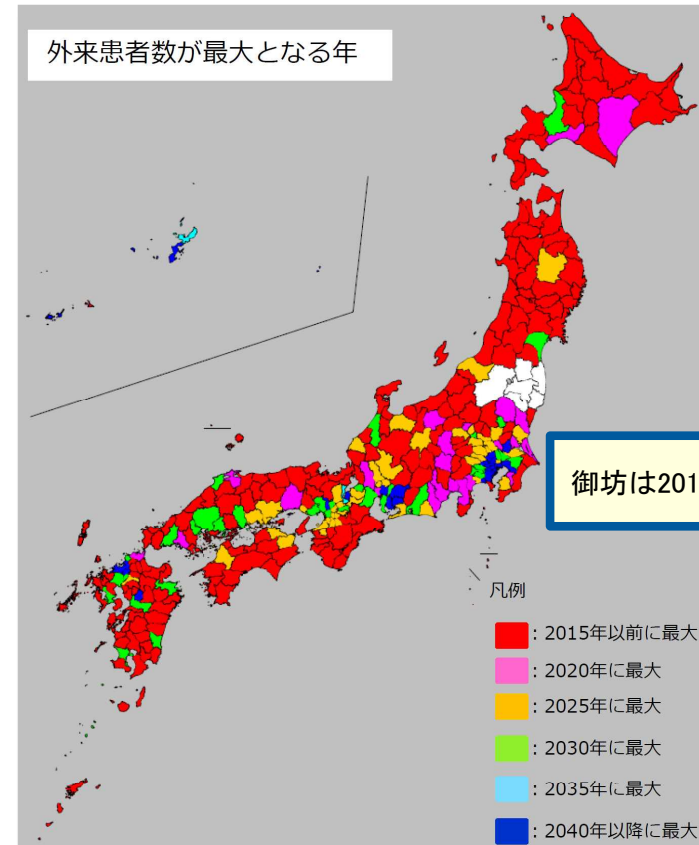 外来患者数が最大となる年
御坊は201
凡例
：2015年以前に最大
：2020年に最大
：2025年に最大
：2030年に最大
：2035年に最大
：2040年以降に最大